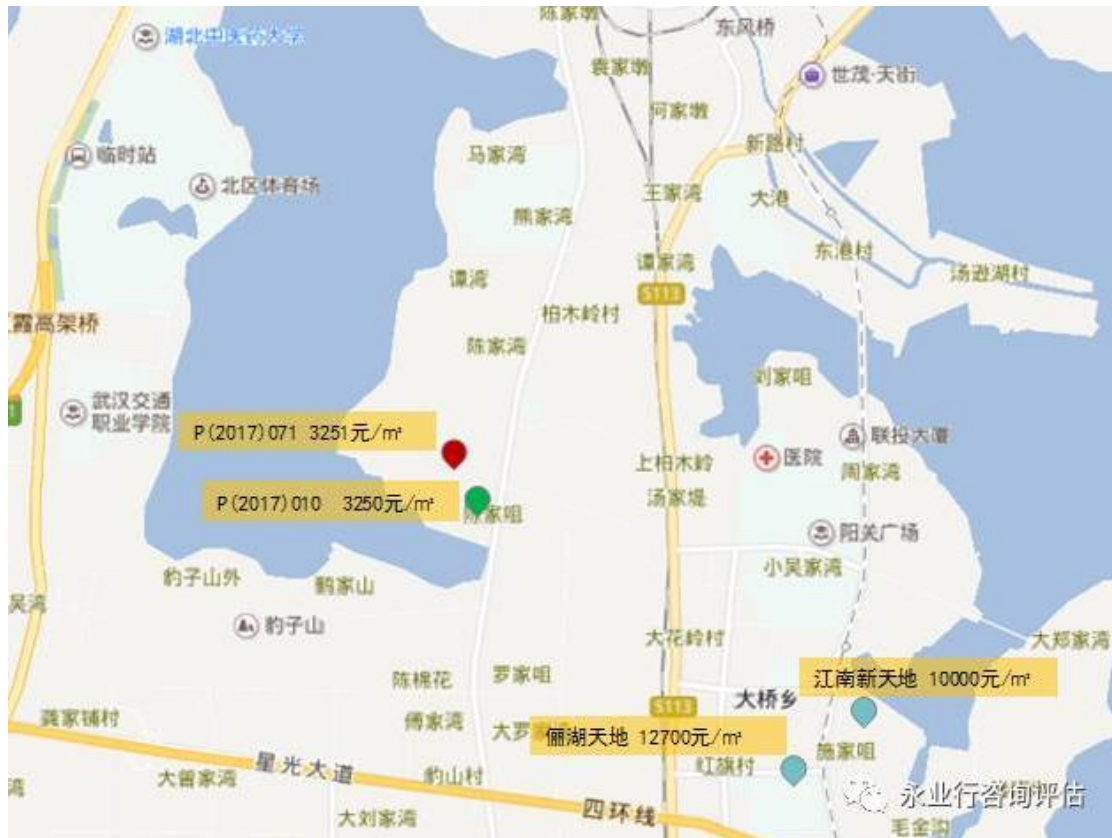 陈家墩
东风桥
湖北中医药大学
袁家墩
世茂·天街
何家墩
马家湾
新路村
临时站
北区体育场
王家湾
大港
熊家湾
东港村
谭家湾
谭湾
汤逊湖村
S113
柏木岭村
霞高架桥
陈家湾
刘家咀
武汉交通
职业学院
P(2017)071 3251元/㎡
联投大厦
上柏木岭
医院
周家湾
P(2017)010 3250元/㎡
汤家堤
陈家咀
阳关广场
豹子山外
鹅家山
小吴家湾
吴湾
豹子山
大花岭村
大郑家湾
陈棉花
罗家咀
江南新天地 10000元/㎡
大桥乡
S113
龚家铺村
傅家湾
大罗家
俪湖天地 12700元/㎡
施家咀
星光大道
红旗村
大曾家湾
豹山村
湾
永业行咨询评估
大刘家湾
四环线
毛金沟